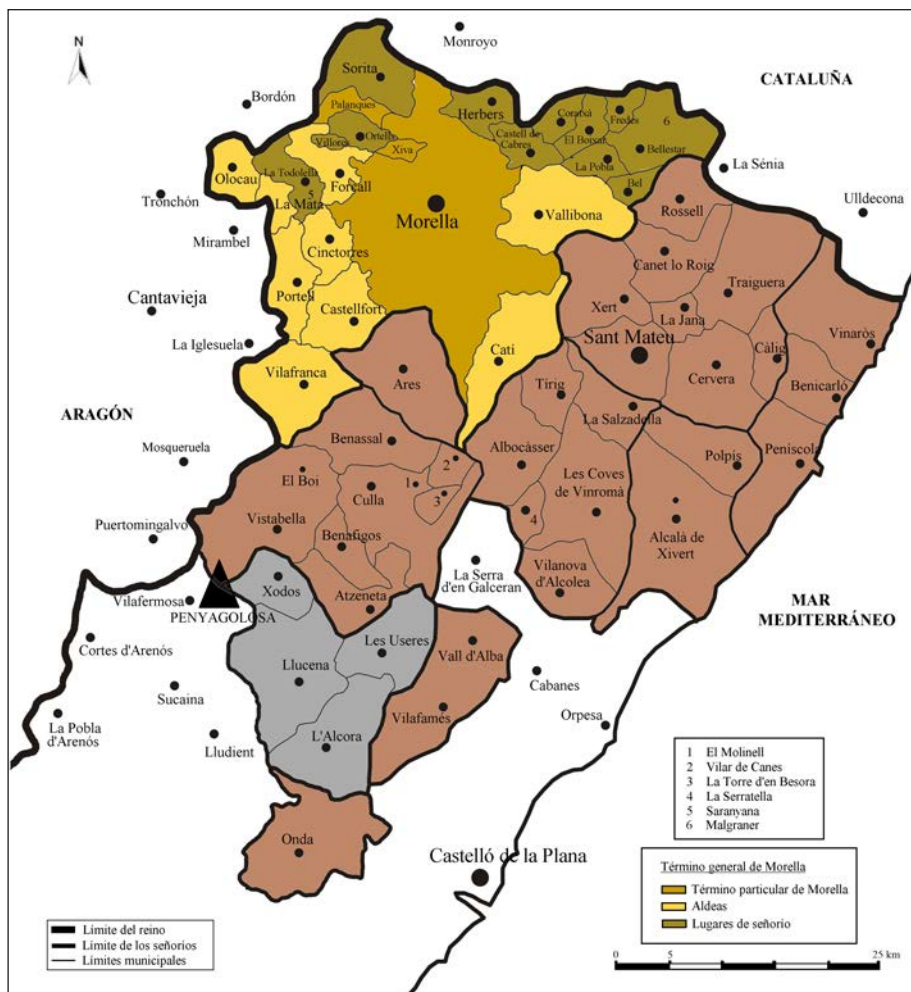 N
Monroyo
CATALUÑA
Sorita
Bordón
Palanques
Herbers
Coratxà
Fredes
6
Ortells
Villores
El Boixar
Castell de
Cabres
Xiva
Bellestar
La Pobla
La Sénia
Olocau
La Todolella
Forcall
5
Bel
Tronchón
La Mata
Morella
Vallibona
Rossell
Ulldecona
Mirambel
Cinctorres
Canet lo Roig
Traiguera
Cantavieja
Portell
Castellfort
Xert
La Jana
Vinaròs
La Iglesuela
Sant Mateu
Catí
Càlig
Vilafranca
Ares
Tírig
Cervera
Benicarló
ARAGÓN
La Salzadella
Benassal
Mosqueruela
Albocàsser
Polpís
Peníscola
2
El Boi
1
Culla
3
Les Coves
de Vinromà
Puertomingalvo
Vistabella
4
Alcalà de
Xivert
Benafigos
La Serra
d'en Galceran
Vilanova
d'Alcolea
Xodos
Vilafermosa
Atzeneta
PENYAGOLOSA
MAR
MEDITERRÁNEO
Cortes d'Arenós
Les Useres
Vall d'Alba
Llucena
Cabanes
Sucaina
Vilafamés
La Pobla
d'Arenós
Orpesa
Lludient
L'Alcora
1 El Molinell
2 Vilar de Canes
3 La Torre d'en Besora
4 La Serratella
5 Saranyana
6 Malgraner
Onda
Castelló de la Plana
Término general de Morella
Término particular de Morella
Aldeas
Lugares de señorio
Límite del reino
Límite de los señorios
Límites municipales
0 5 25 km